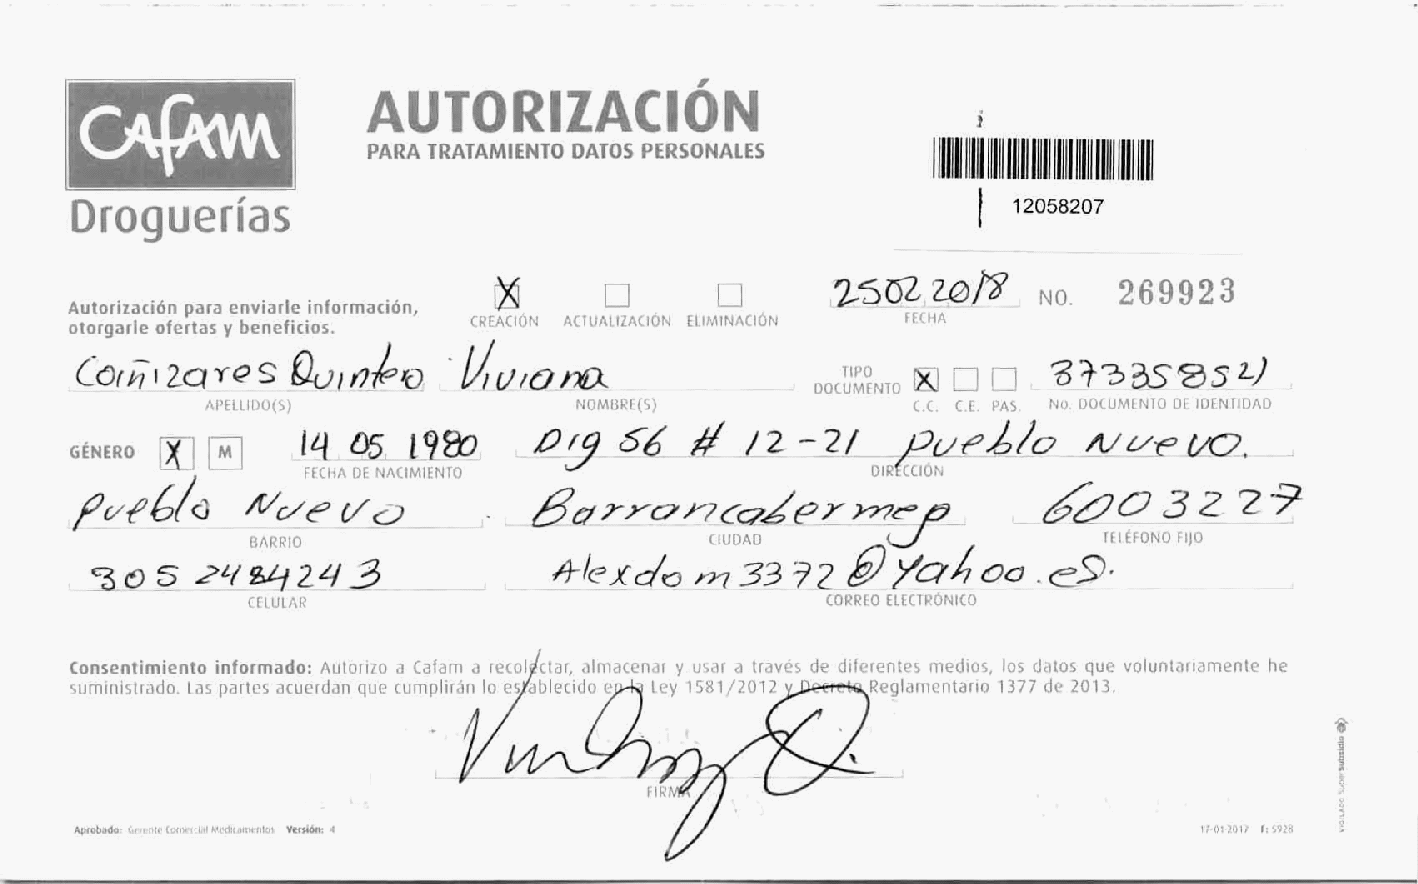 CAFAM
Droguerías
AUTORIZACIÓN
PARA TRATAMIENTO DATOS PERSONALES
12058207
Autorización para enviarle información,
otorgarle ofertas y beneficios.
X
CREACIÓN ACTUALIZACIÓN ELIMINACIÓN
25022018
FECHA
NO. 269923
Cañizares Quintero Viviana
APELLIDO(S) NOMBRE(S)
TIPO
DOCUMENTO X
C.C. C.E. PAS.
37335852
No. DOCUMENTO DE IDENTIDAD
GÉNERO X M 14 05 1980 Dig 56 # 12-21 Pueblo Nuevo.
FECHA DE NACIMIENTO DIRECCIÓN
Pueblo Nuevo Barrancabermeja 6003227
BARRIO CIUDAD TELÉFONO FIJO
305 2484243 Alexdom3372@yahoo.es.
CELULAR CORREO ELECTRÓNICO
Consentimiento informado: Autorizo a Cafam a recolectar, almacenar y usar a través de diferentes medios, los datos que voluntariamente he
suministrado. Las partes acuerdan que cumplirán lo establecido en la Ley 1581/2012 y Decreto Reglamentario 1377 de 2013.
FIRMA
Aprobado: Gerente Comercial Medicamentos Versión: 4
17-01-2017 f: 5928